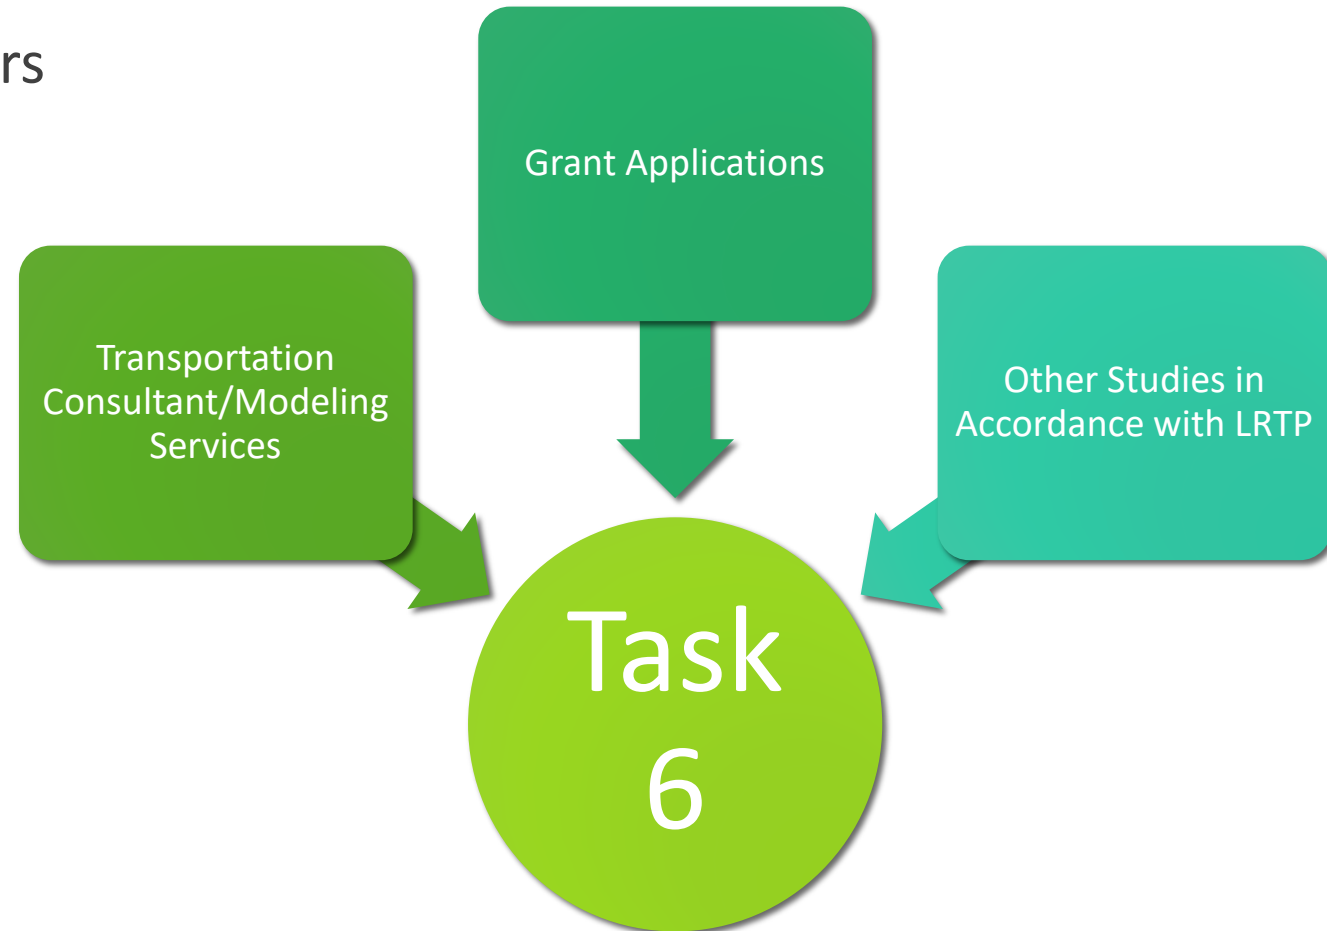 rs
Grant Applications
Transportation
Consultant/Modeling
Services
Other Studies in
Accordance with LRTP
Task
6